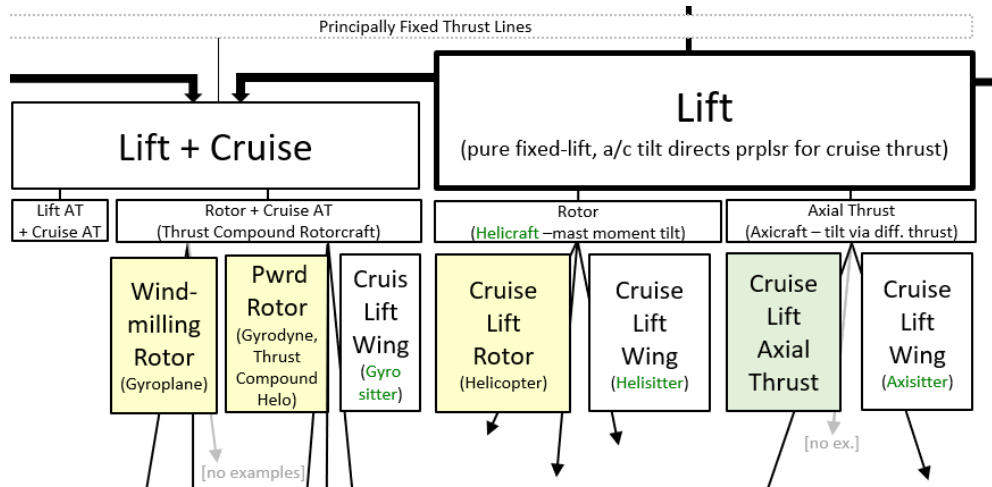 Principally Fixed Thrust Lines
Lift + Cruise
Lift
(pure fixed-lift, a/c tilt directs prplsr for cruise thrust)
Lift AT
+ Cruise AT
Rotor + Cruise AT
(Thrust Compound Rotorcraft)
Rotor
(Helicraft –mast moment tilt)
Axial Thrust
(Axicraft – tilt via diff. thrust)
Wind-
milling
Rotor
(Gyroplane)
Pwrd
Rotor
(Gyrodyne,
Thrust
Compound
Helo)
Cruis
Lift
Wing
(Gyro
sitter)
Cruise
Lift
Rotor
(Helicopter)
Cruise
Lift
Wing
(Helisitter)
Cruise
Lift
Axial
Thrust
Cruise
Lift
Wing
(Axisitter)
[no examples]
[no ex.]